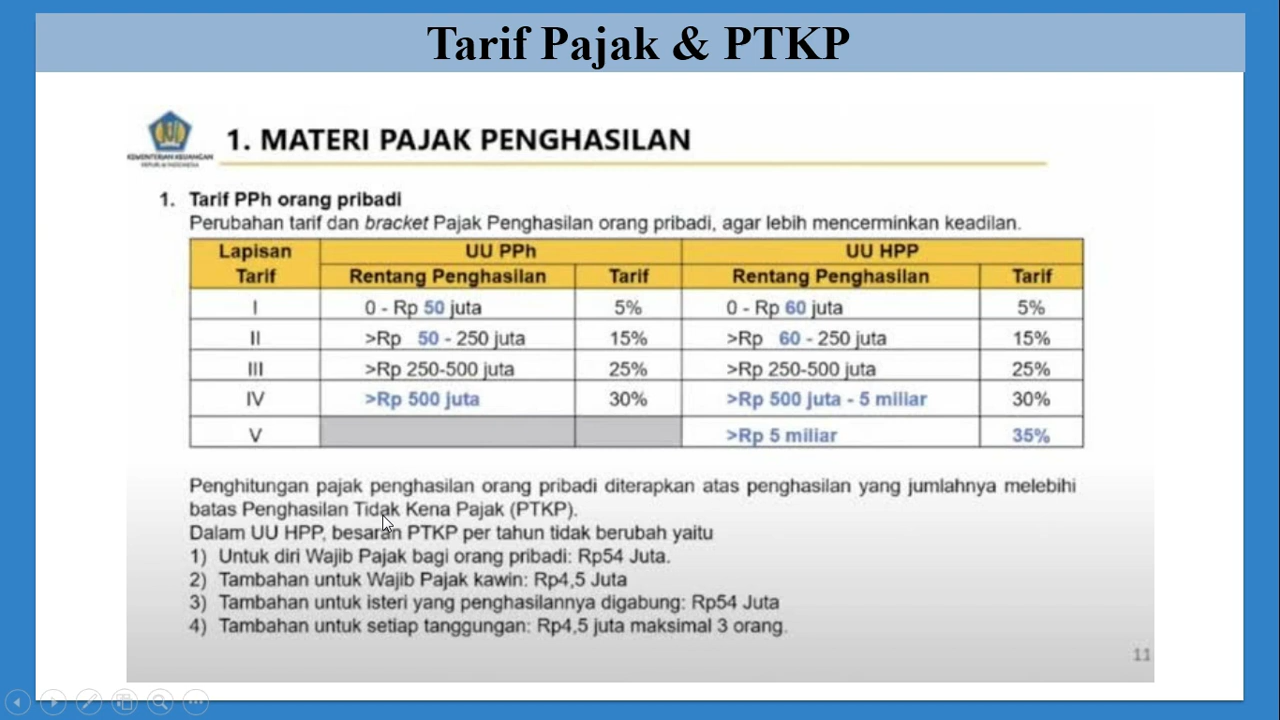 Tarif Pajak & PTKP
KEMENTERIAN KEUANGAN
REPUBLIK INDONESIA
1. MATERI PAJAK PENGHASILAN
1. Tarif PPh orang pribadi
Perubahan tarif dan bracket Pajak Penghasilan orang pribadi, agar lebih mencerminkan keadilan.
Lapisan Tarif UU PPh UU HPP
Rentang Penghasilan Tarif Rentang Penghasilan Tarif
I 0 - Rp 50 juta 5% 0 - Rp 60 juta 5%
II >Rp 50 - 250 juta 15% >Rp 60 - 250 juta 15%
III >Rp 250-500 juta 25% >Rp 250-500 juta 25%
IV >Rp 500 juta 30% >Rp 500 juta - 5 miliar 30%
V >Rp 5 miliar 35%
Penghitungan pajak penghasilan orang pribadi diterapkan atas penghasilan yang jumlahnya melebihi
batas Penghasilan Tidak Kena Pajak (PTKP).
Dalam UU HPP, besaran PTKP per tahun tidak berubah yaitu
1) Untuk diri Wajib Pajak bagi orang pribadi: Rp54 Juta.
2) Tambahan untuk Wajib Pajak kawin: Rp4,5 Juta
3) Tambahan untuk isteri yang penghasilannya digabung: Rp54 Juta
4) Tambahan untuk setiap tanggungan: Rp4,5 juta maksimal 3 orang.
11